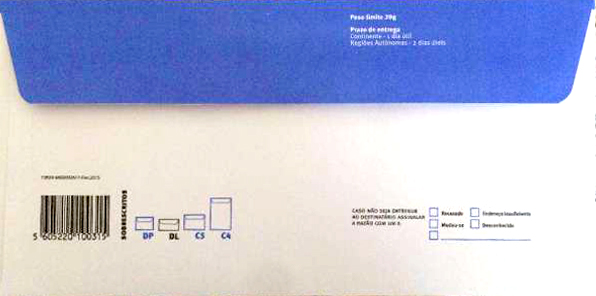 Peso limite 20g
Prazo de entrega
Continente - 1 dia útil
Regiões Autónomas - 2 dias úteis
SOBRESCRITOS
5 605220 100315
DP DL C5 C4
CASO NÃO SEJA ENTREGUE
AO DESTINATÁRIO ASSINALAR
A RAZÃO COM UM X
Recusado
Endereço Insuficiente
Mudou-se
Desconhecido